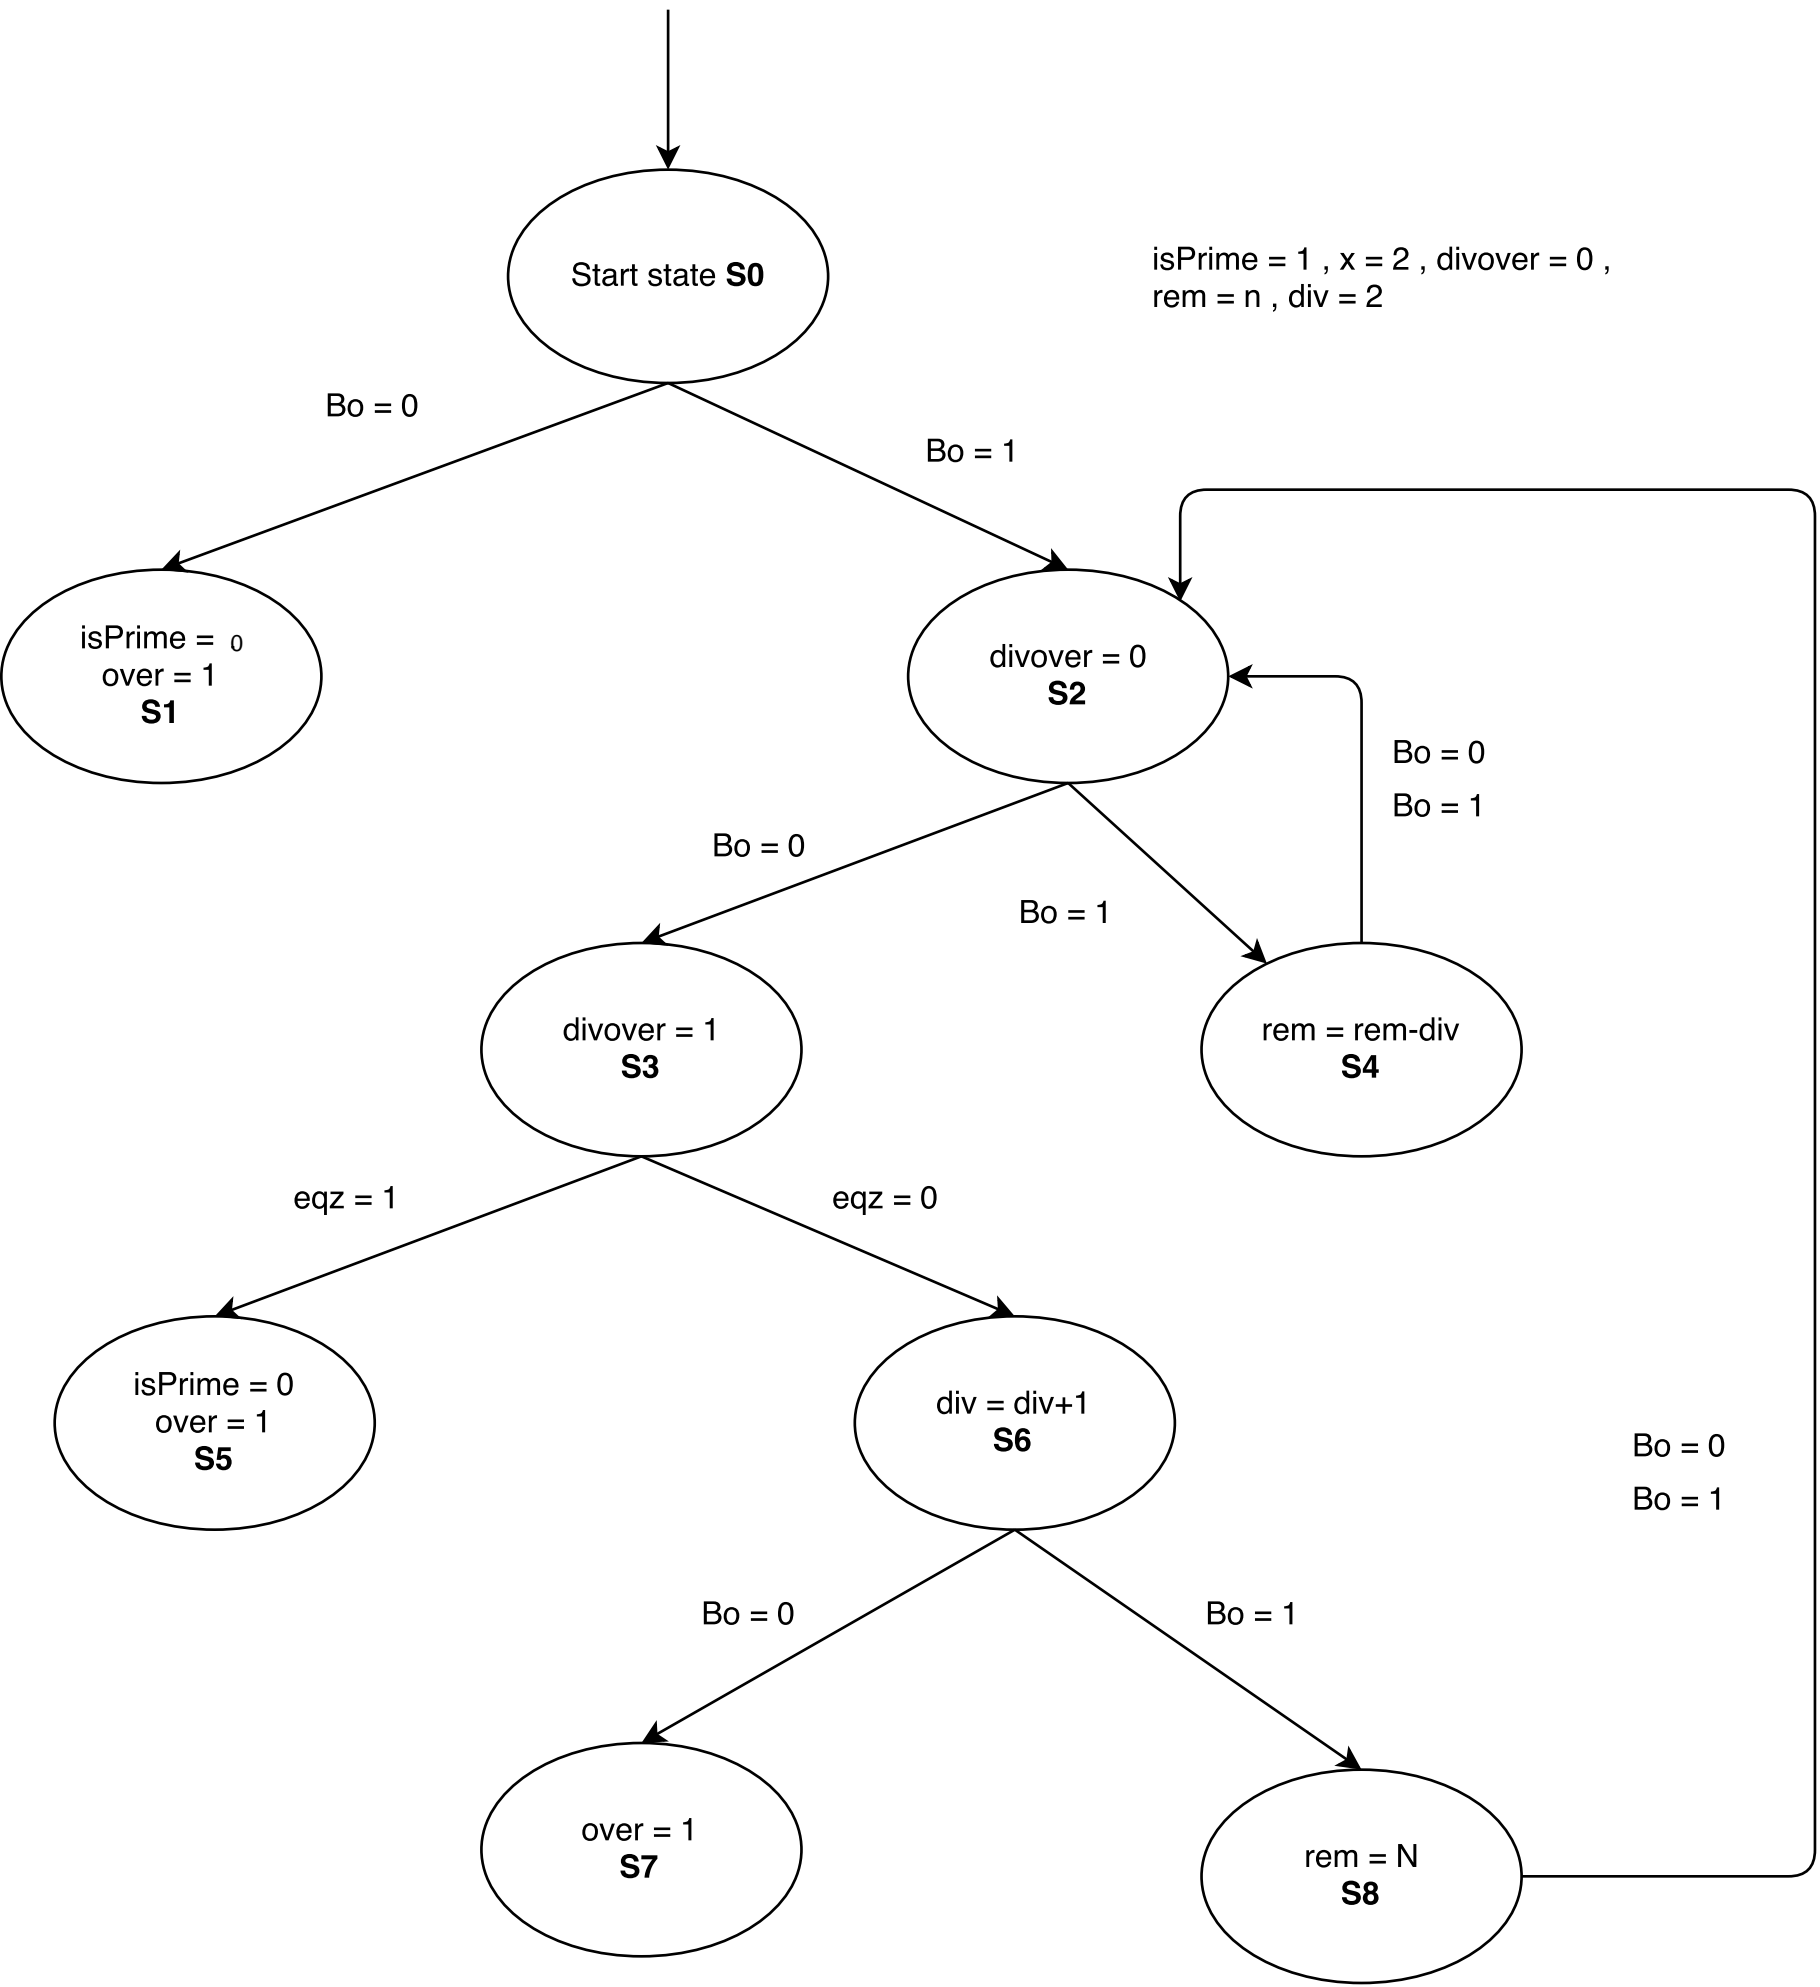 Start state S0
isPrime = 1 , x = 2 , divover = 0 ,
rem = n , div = 2
Bo = 0
Bo = 1
isPrime = 0
over = 1
S1
divover = 0
S2
Bo = 0
Bo = 1
Bo = 0
Bo = 1
divover = 1
S3
rem = rem-div
S4
eqz = 1
eqz = 0
isPrime = 0
over = 1
S5
div = div+1
S6
Bo = 0
Bo = 1
Bo = 0
Bo = 1
over = 1
S7
rem = N
S8